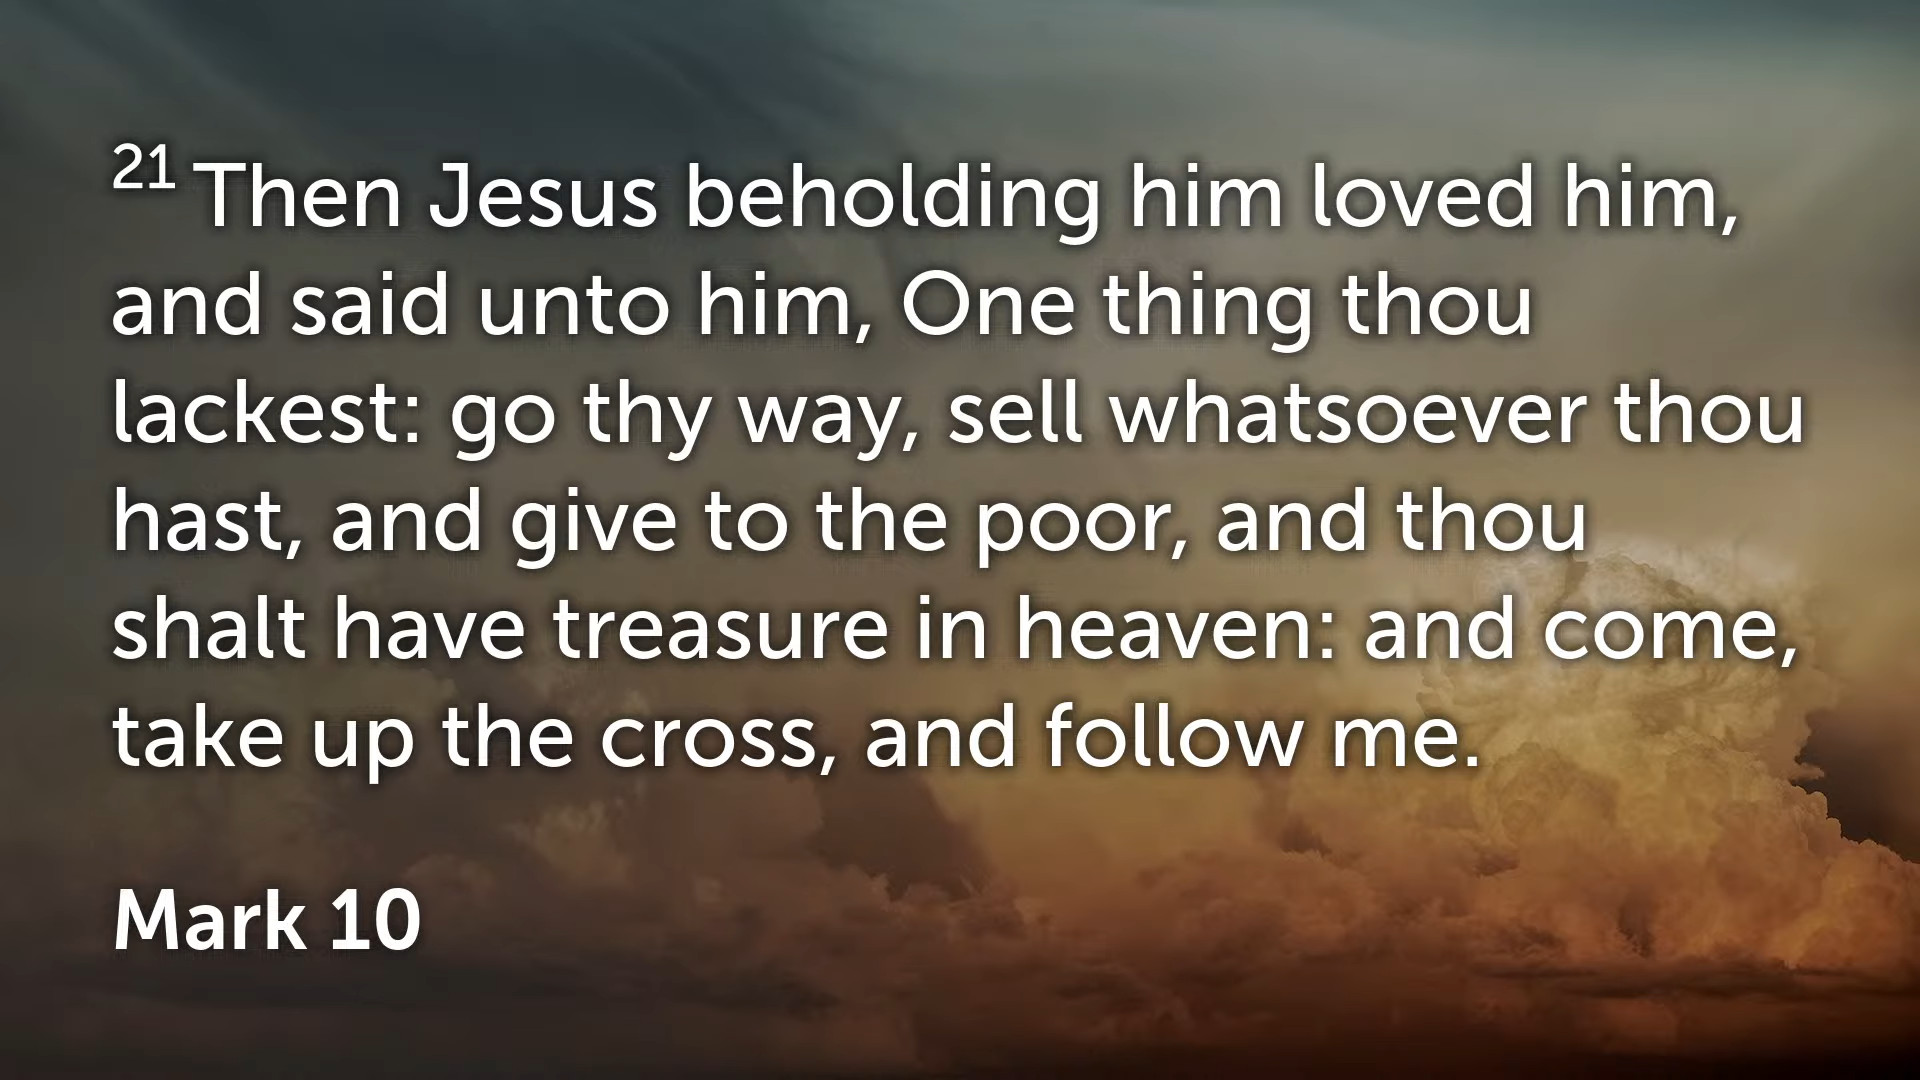 21 Then Jesus beholding him loved him,
and said unto him, One thing thou
lackest: go thy way, sell whatsoever thou
hast, and give to the poor, and thou
shalt have treasure in heaven: and come,
take up the cross, and follow me.
Mark 10